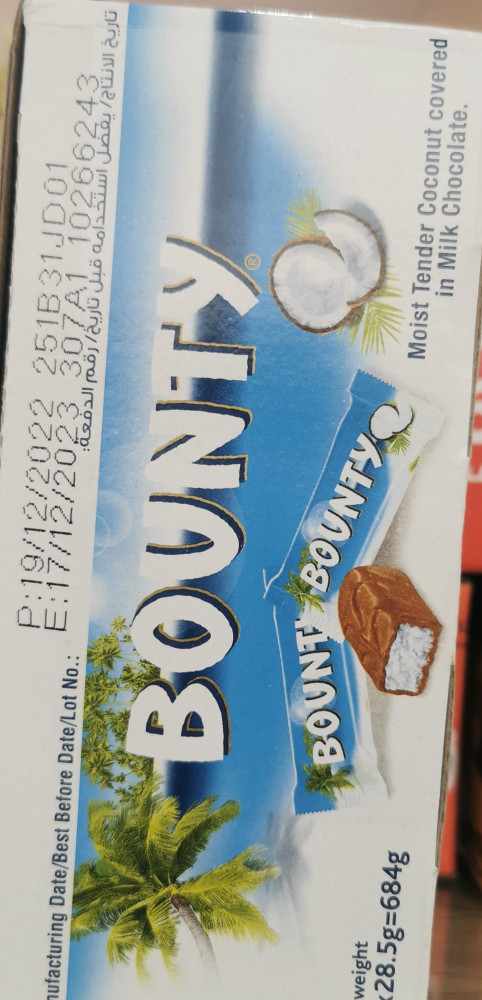 تاريخ الانتاج/ يفضل استخدامه قبل تاريخ/ رقم الدفعة:
P:19/12/2022 251B31JD01
E:17/12/2023 307A1 10266243
Manufacturing Date/Best Before Date/Lot No.:
BOUNTY®
BOUNTY
BOUNTY
Moist Tender Coconut covered
in Milk Chocolate.
weight
x28.5g=684g